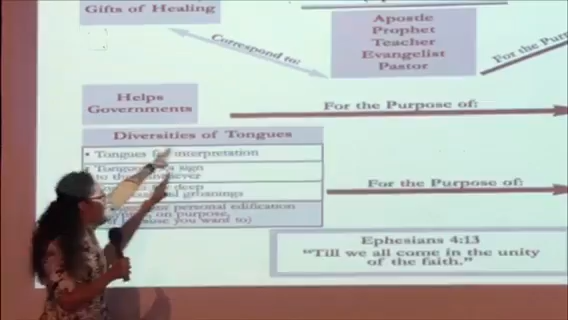 Gifts of Healing
Correspond to:
Apostle
Prophet
Teacher
Evangelist
Pastor
For the
Helps
Governments
For the Purpose of:
Diversities of Tongues
• Tongues interpretation
sign
to
deep
groanings
personal edification
on purpose,
you want to)
For the Purpose of:
Ephesians 4:13
"Till we all come in the unity
of the faith."